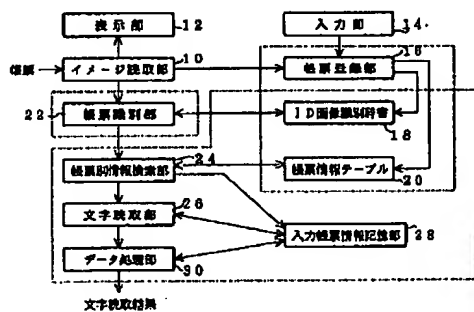 表示部 12
入力部 14
帳票 イメージ読取部 10
帳票登録部 16
22 帳票識別部
ID画像識別辞書 18
帳票別情報検索部 24
帳票情報テーブル 20
文字読取部 26
入力帳票情報記憶部 28
データ処理部 30
文字読取結果